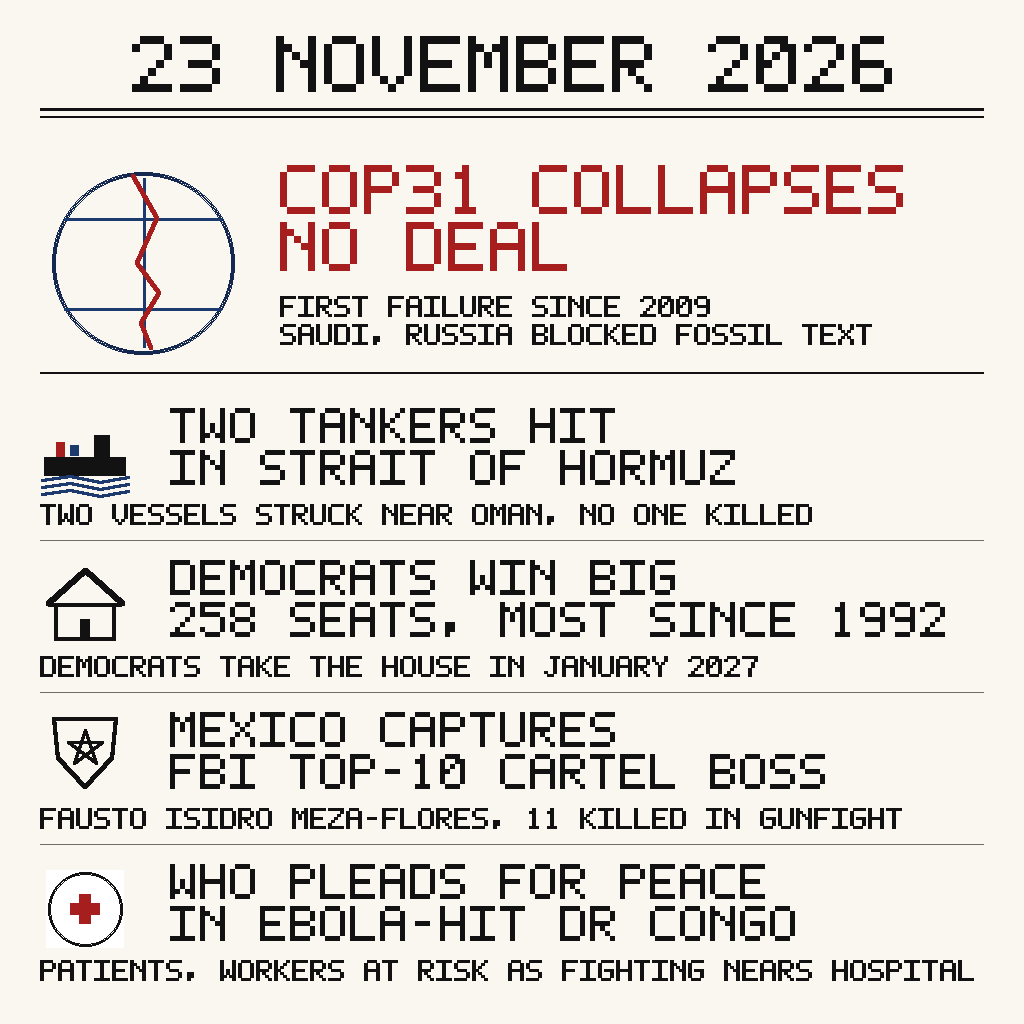 23 NOVEMBER 2026
COP31 COLLAPSES
NO DEAL
FIRST FAILURE SINCE 2009
SAUDI, RUSSIA BLOCKED FOSSIL TEXT
TWO TANKERS HIT
IN STRAIT OF HORMUZ
TWO VESSELS STRUCK NEAR OMAN, NO ONE KILLED
DEMOCRATS WIN BIG
258 SEATS, MOST SINCE 1992
DEMOCRATS TAKE THE HOUSE IN JANUARY 2027
MEXICO CAPTURES
FBI TOP-10 CARTEL BOSS
FAUSTO ISIDRO MEZA-FLORES, 11 KILLED IN GUNFIGHT
WHO PLEADS FOR PEACE
IN EBOLA-HIT DR CONGO
PATIENTS, WORKERS AT RISK AS FIGHTING NEARS HOSPITAL